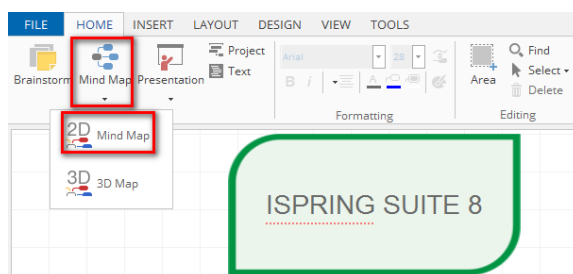 FILE HOME INSERT LAYOUT DESIGN VIEW TOOLS
Project Arial 28 Find
Text B i A Select
Brainstorm Mind Map Presentation Area Delete
Formatting Editing
2D Mind Map
3D 3D Map
ISPRING SUITE 8